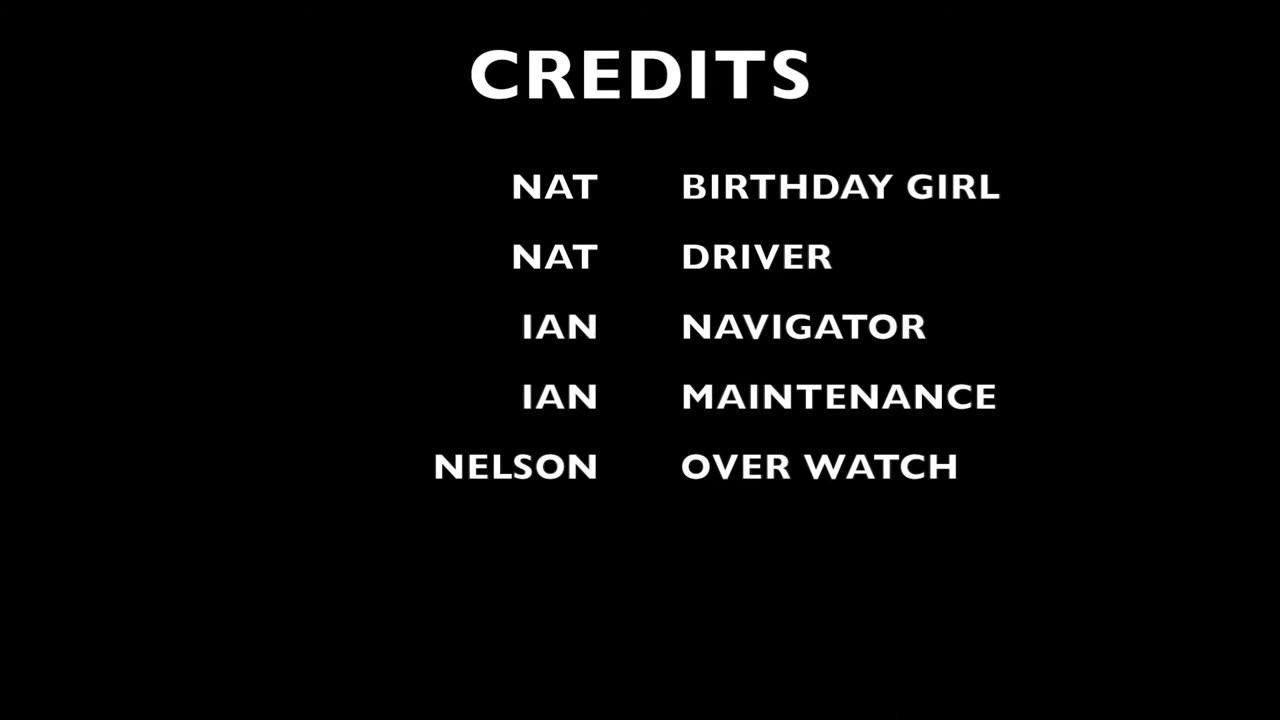 CREDITS
NAT BIRTHDAY GIRL
NAT DRIVER
IAN NAVIGATOR
IAN MAINTENANCE
NELSON OVER WATCH